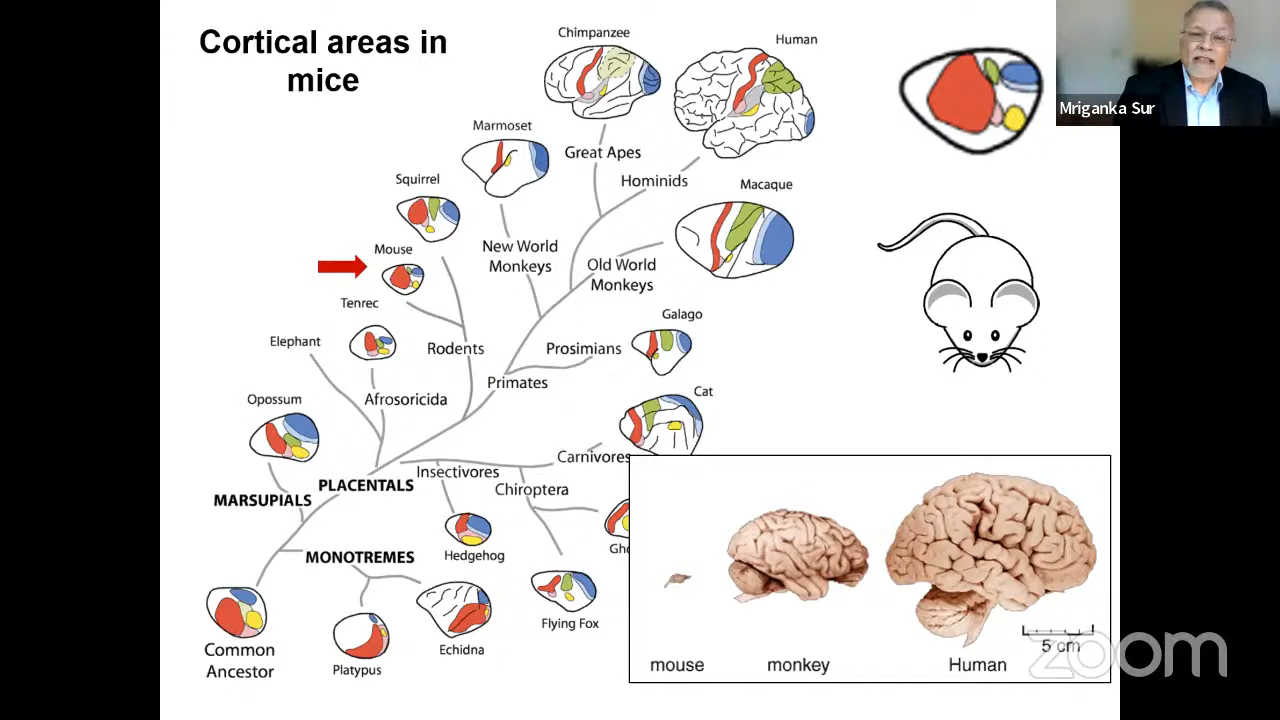 Cortical areas in
mice
Chimpanzee
Human
Mriganka Sur
Marmoset
Great Apes
Squirrel
Hominids
Macaque
Mouse
New World
Monkeys
Old World
Monkeys
Tenrec
Galago
Elephant
Rodents
Prosimians
Primates
Cat
Opossum
Afrosoricida
Carnivores
Insectivores
PLACENTALS
Chiroptera
MARSUPIALS
Hedgehog
Gho
MONOTREMES
Flying Fox
Common
Ancestor
Platypus
Echidna
5 cm
mouse
monkey
Human
zoom